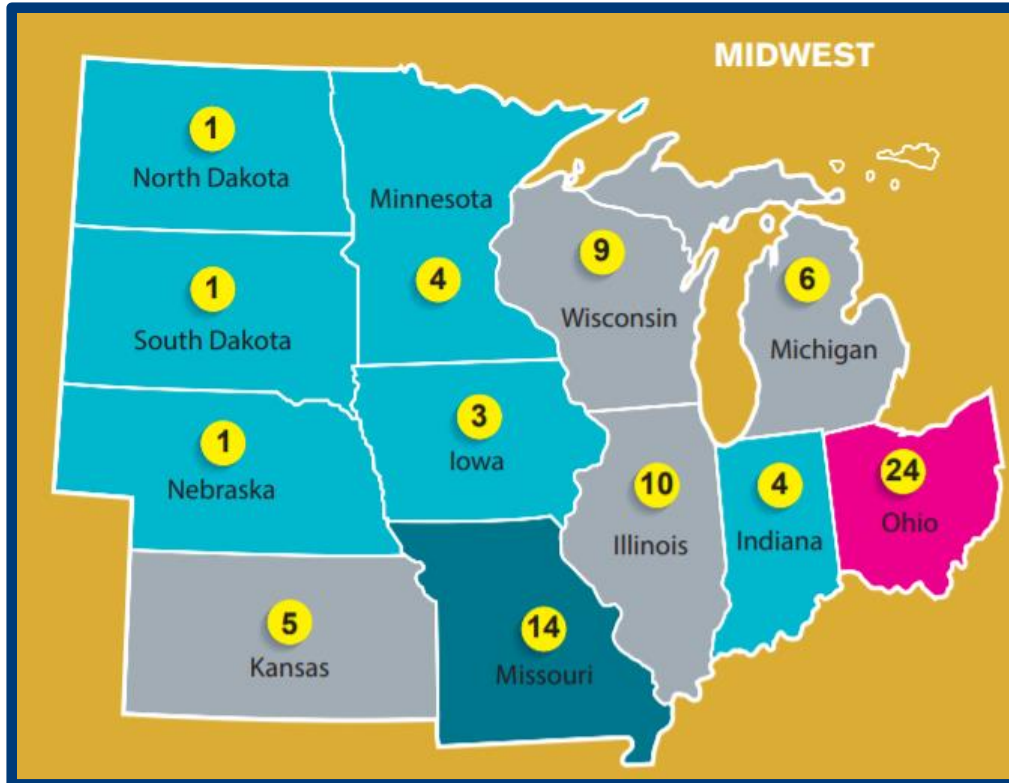 MIDWEST
1
North Dakota
Minnesota
4
1
South Dakota
9
Wisconsin
6
Michigan
1
Nebraska
3
Iowa
10
Illinois
4
Indiana
24
Ohio
5
Kansas
14
Missouri